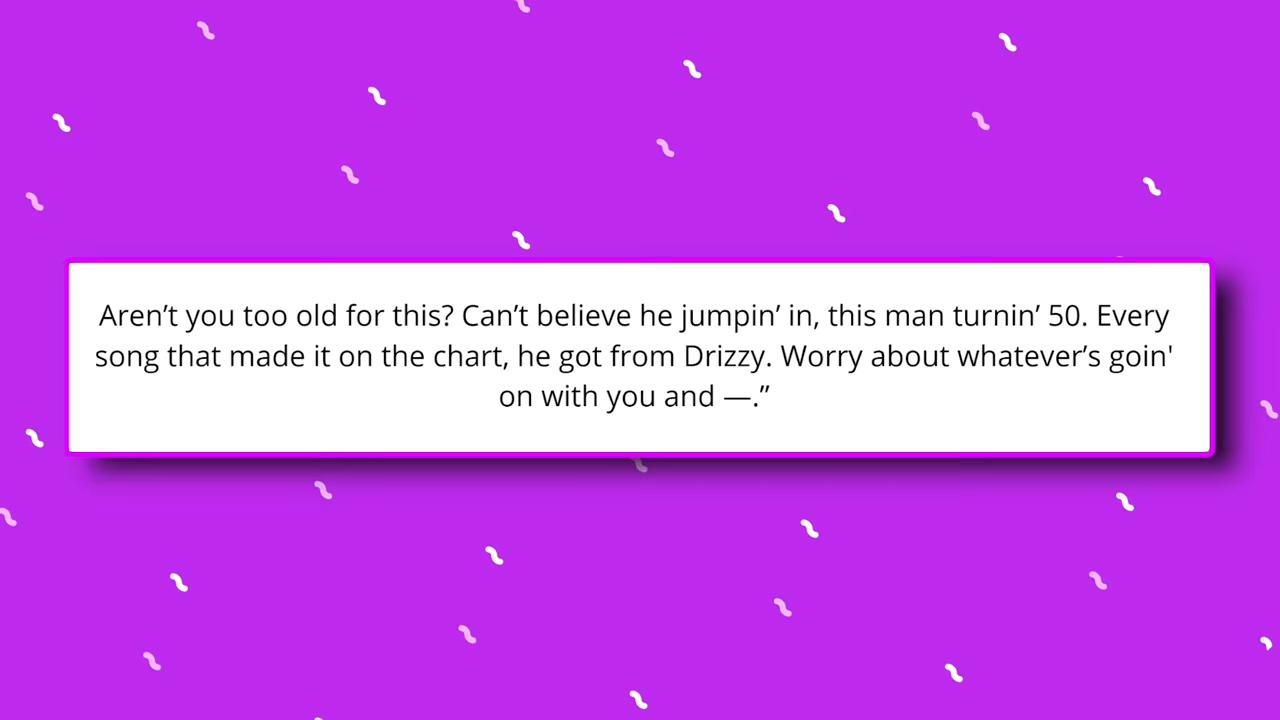 Aren’t you too old for this? Can’t believe he jumpin’ in, this man turnin’ 50. Every
song that made it on the chart, he got from Drizzy. Worry about whatever’s goin'
on with you and —.”